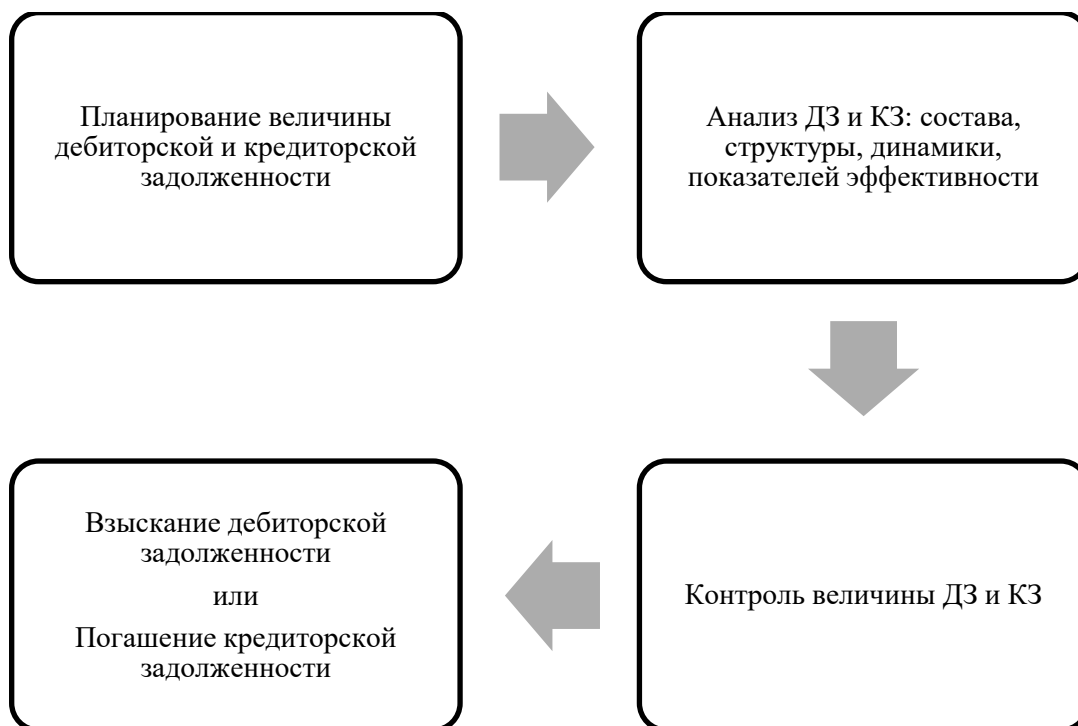 Планирование величины
дебиторской и кредиторской
задолженности
Анализ ДЗ и КЗ: состава,
структуры, динамики,
показателей эффективности
Контроль величины ДЗ и КЗ
Взыскание дебиторской
задолженности
или
Погашение кредиторской
задолженности